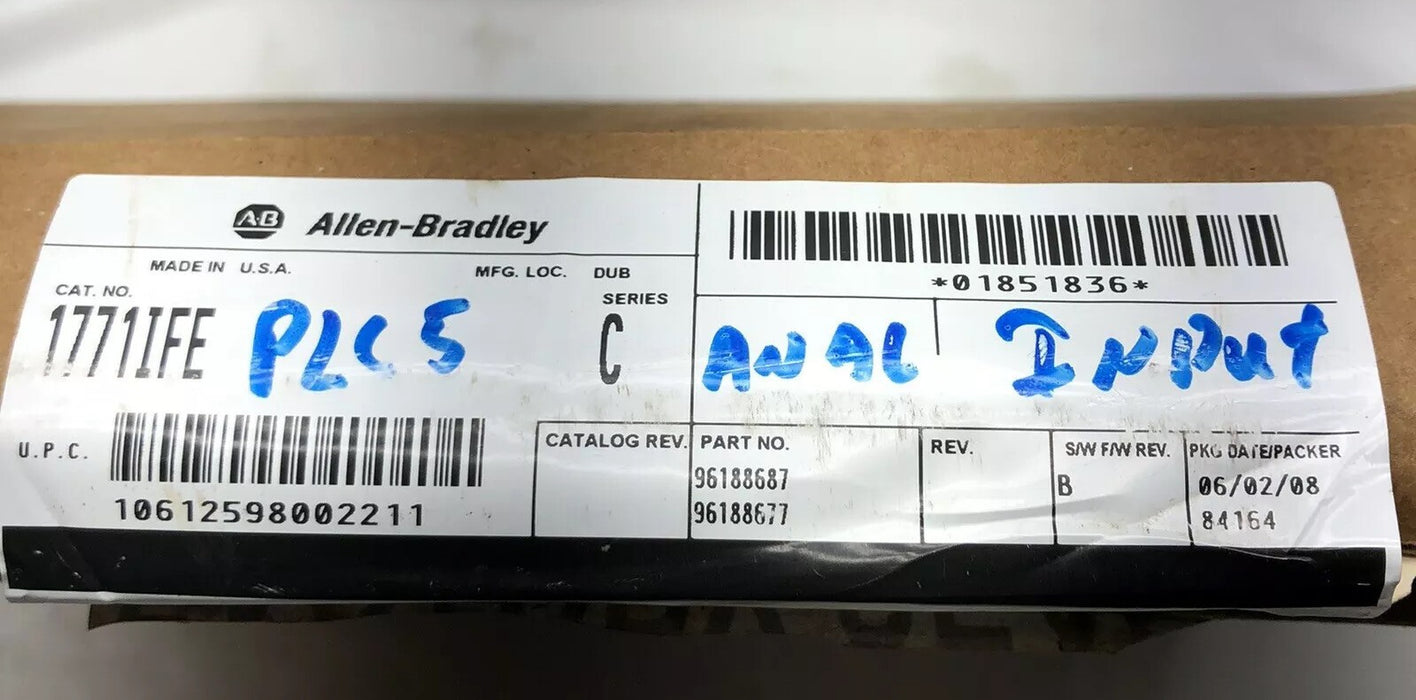 A·B Allen-Bradley
MADE IN U.S.A. MFG. LOC. DUB
CAT. NO. SERIES
1771IFE PLC 5 C
*01851836*
ANAL INPUT
U.P.C.
10612598002211
CATALOG REV. PART NO. REV. S/W F/W REV. PKG DATE/PACKER
96188687 B 06/02/08
96188677 84164